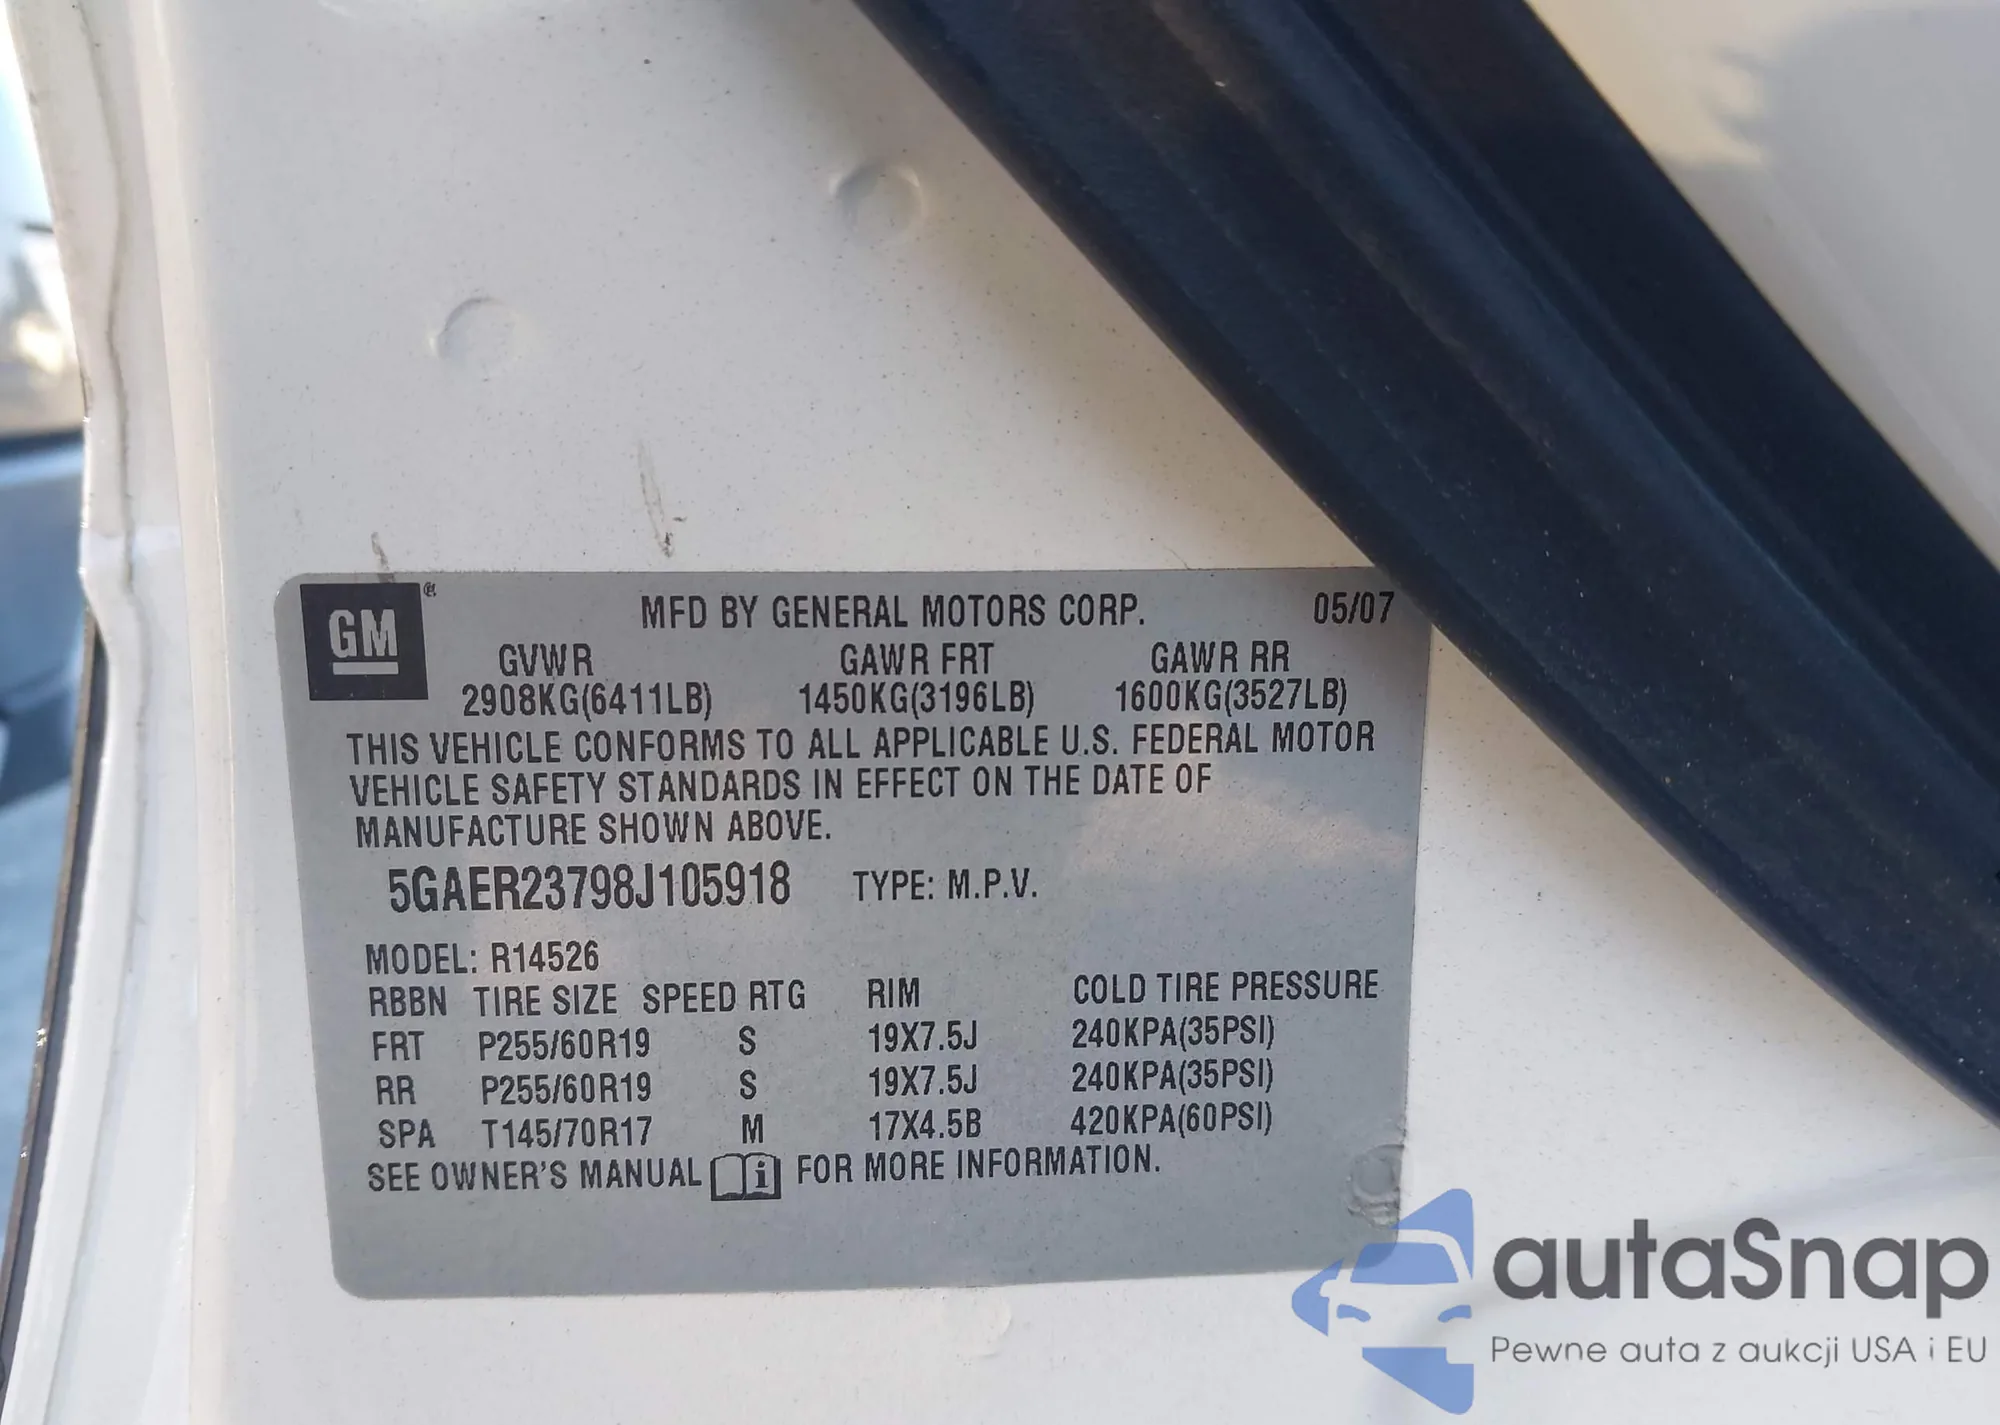 GM
MFD BY GENERAL MOTORS CORP. 05/07
GVWR GAWR FRT GAWR RR
2908KG(6411LB) 1450KG(3196LB) 1600KG(3527LB)
THIS VEHICLE CONFORMS TO ALL APPLICABLE U.S. FEDERAL MOTOR
VEHICLE SAFETY STANDARDS IN EFFECT ON THE DATE OF
MANUFACTURE SHOWN ABOVE.
5GAER23798J105918 TYPE: M.P.V.
MODEL: R14526
RBBN TIRE SIZE SPEED RTG RIM COLD TIRE PRESSURE
FRT P255/60R19 S 19X7.5J 240KPA(35PSI)
RR P255/60R19 S 19X7.5J 240KPA(35PSI)
SPA T145/70R17 M 17X4.5B 420KPA(60PSI)
SEE OWNER'S MANUAL i FOR MORE INFORMATION.
autaSnap
Pewne auta z aukcji USA i EU